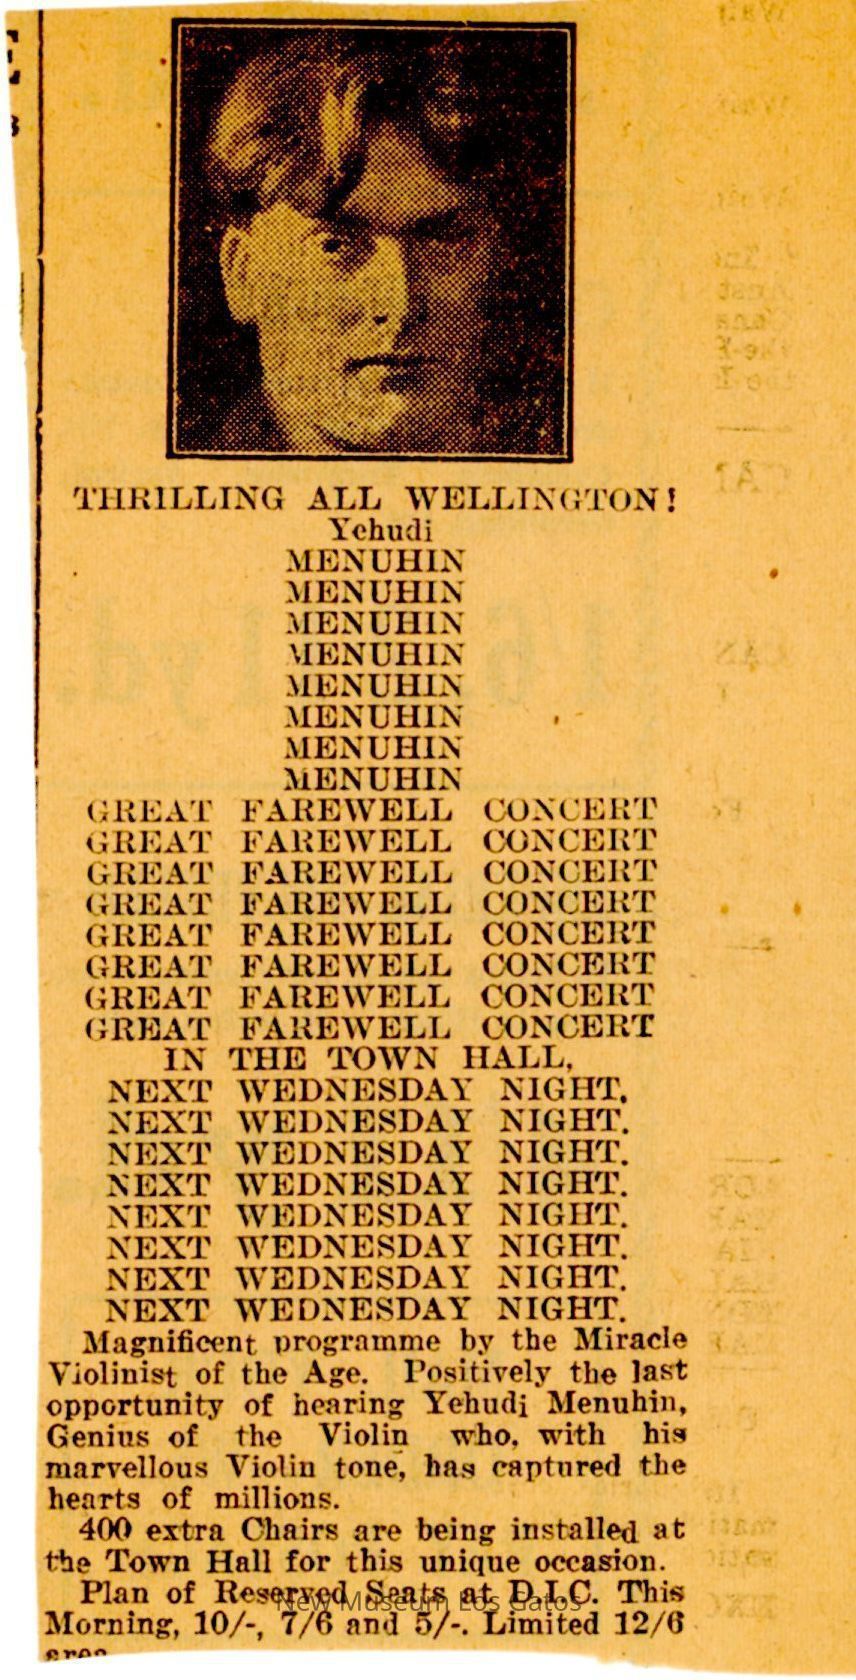 THRILLING ALL WELLINGTON!
Yehudi
MENUHIN
MENUHIN
MENUHIN
MENUHIN
MENUHIN
MENUHIN
MENUHIN
MENUHIN
GREAT FAREWELL CONCERT
GREAT FAREWELL CONCERT
GREAT FAREWELL CONCERT
GREAT FAREWELL CONCERT
GREAT FAREWELL CONCERT
GREAT FAREWELL CONCERT
GREAT FAREWELL CONCERT
GREAT FAREWELL CONCERT
IN THE TOWN HALL,
NEXT WEDNESDAY NIGHT.
NEXT WEDNESDAY NIGHT.
NEXT WEDNESDAY NIGHT.
NEXT WEDNESDAY NIGHT.
NEXT WEDNESDAY NIGHT.
NEXT WEDNESDAY NIGHT.
NEXT WEDNESDAY NIGHT.
NEXT WEDNESDAY NIGHT.
Magnificent programme by the Miracle
Violinist of the Age. Positively the last
opportunity of hearing Yehudi Menuhin,
Genius of the Violin who, with his
marvellous Violin tone, has captured the
hearts of millions.
400 extra Chairs are being installed at
the Town Hall for this unique occasion.
Plan of Reserved Seats at D.I.C. This
New Museum Los Gatos
Morning, 10/-, 7/6 and 5/-. Limited 12/6
area